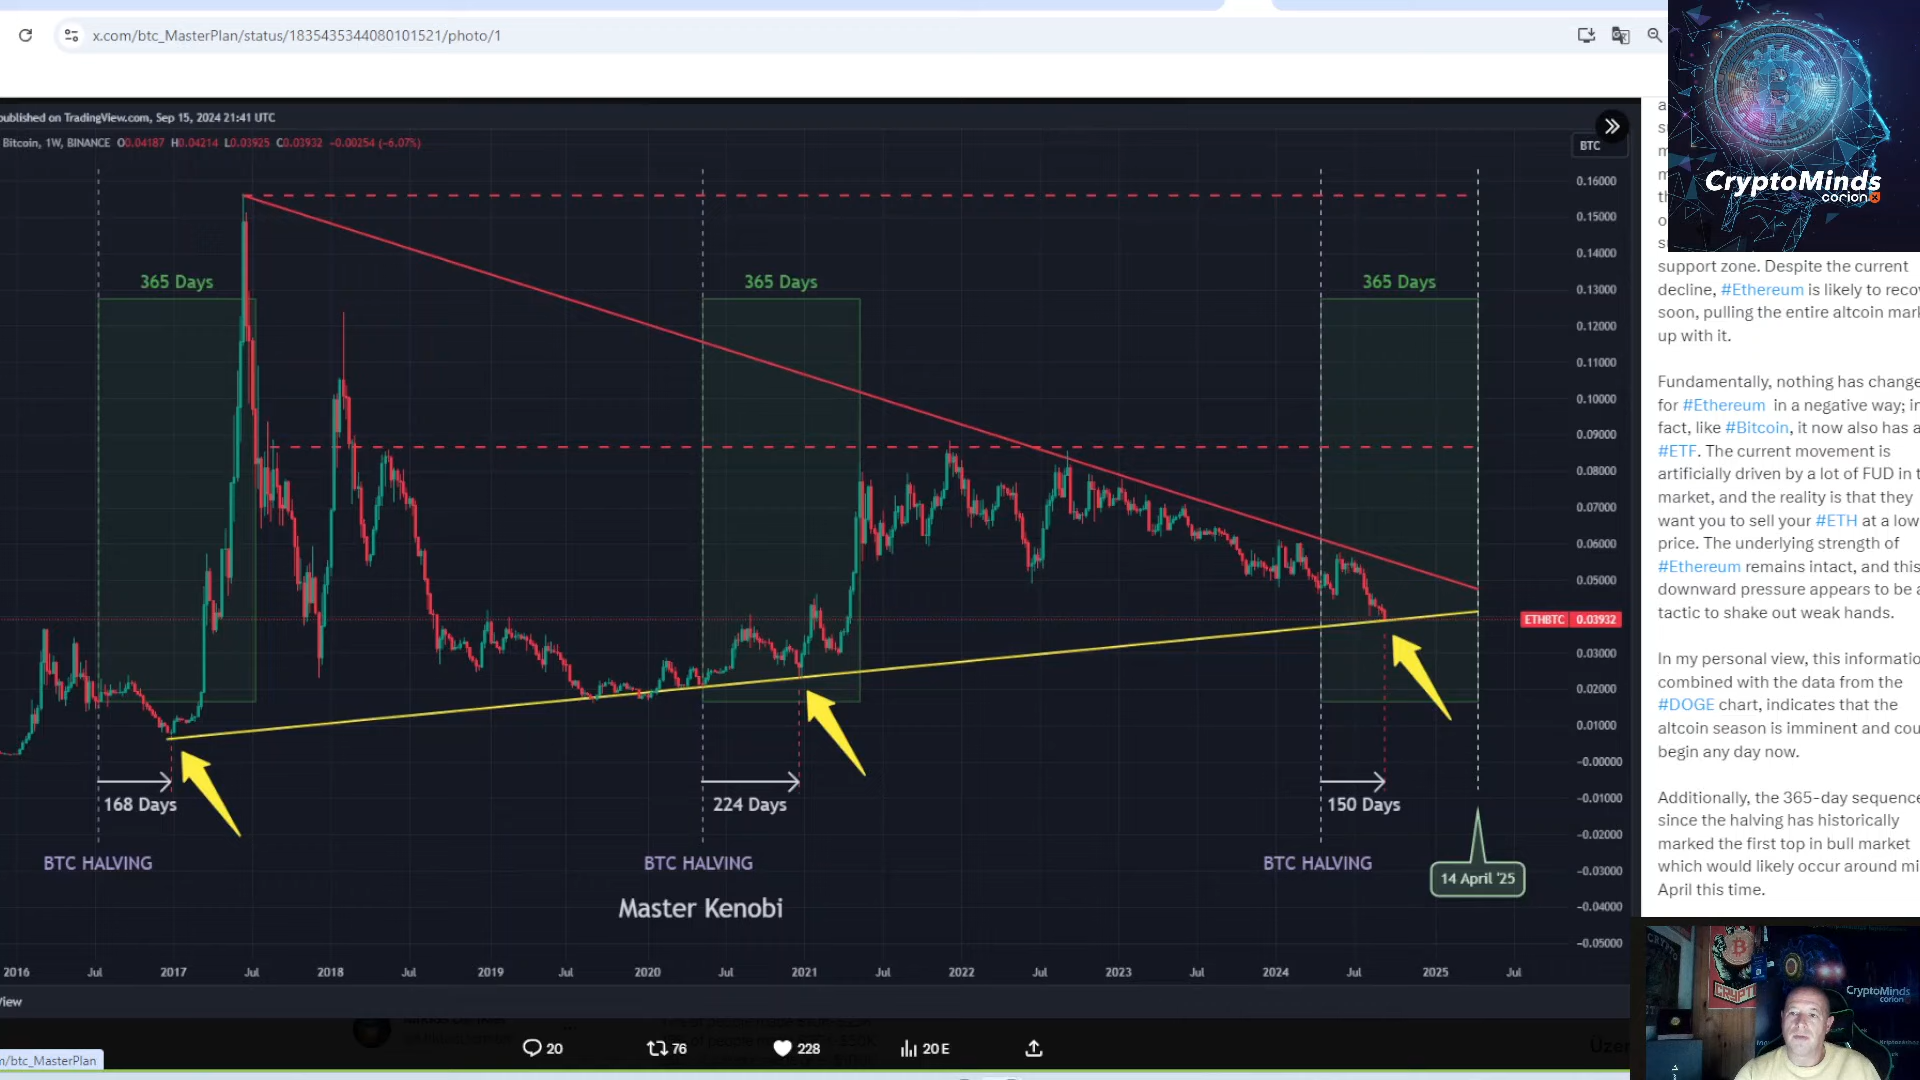 x.com/btc_MasterPlan/status/1835435344080101521/photo/1
published on TradingView.com, Sep 15, 2024 21:41 UTC
Bitcoin, 1W, BINANCE O0.04187 H0.04214 L0.03925 C0.03932 -0.00254 (-6.07%)
BTC
CryptoMinds
corion
0.16000
0.15000
0.14000
0.13000
0.12000
0.11000
0.10000
0.09000
0.08000
0.07000
0.06000
0.05000
ETHBTC 0.03932
0.03000
0.02000
0.01000
-0.00000
-0.01000
-0.02000
-0.03000
-0.04000
-0.05000
365 Days
365 Days
365 Days
168 Days
224 Days
150 Days
BTC HALVING
BTC HALVING
BTC HALVING
14 April '25
Master Kenobi
2016 Jul 2017 Jul 2018 Jul 2019 Jul 2020 Jul 2021 Jul 2022 Jul 2023 Jul 2024 Jul 2025 Jul
View
20 76 228 20 E
m/btc_MasterPlan
support zone. Despite the current
decline, #Ethereum is likely to reco
soon, pulling the entire altcoin mar
up with it.
Fundamentally, nothing has change
for #Ethereum in a negative way; in
fact, like #Bitcoin, it now also has a
#ETF. The current movement is
artificially driven by a lot of FUD in t
market, and the reality is that they
want you to sell your #ETH at a low
price. The underlying strength of
#Ethereum remains intact, and this
downward pressure appears to be a
tactic to shake out weak hands.
In my personal view, this informatio
combined with the data from the
#DOGE chart, indicates that the
altcoin season is imminent and cou
begin any day now.
Additionally, the 365-day sequence
since the halving has historically
marked the first top in bull market
which would likely occur around mi
April this time.
CRYPT
CryptoMinds
corion